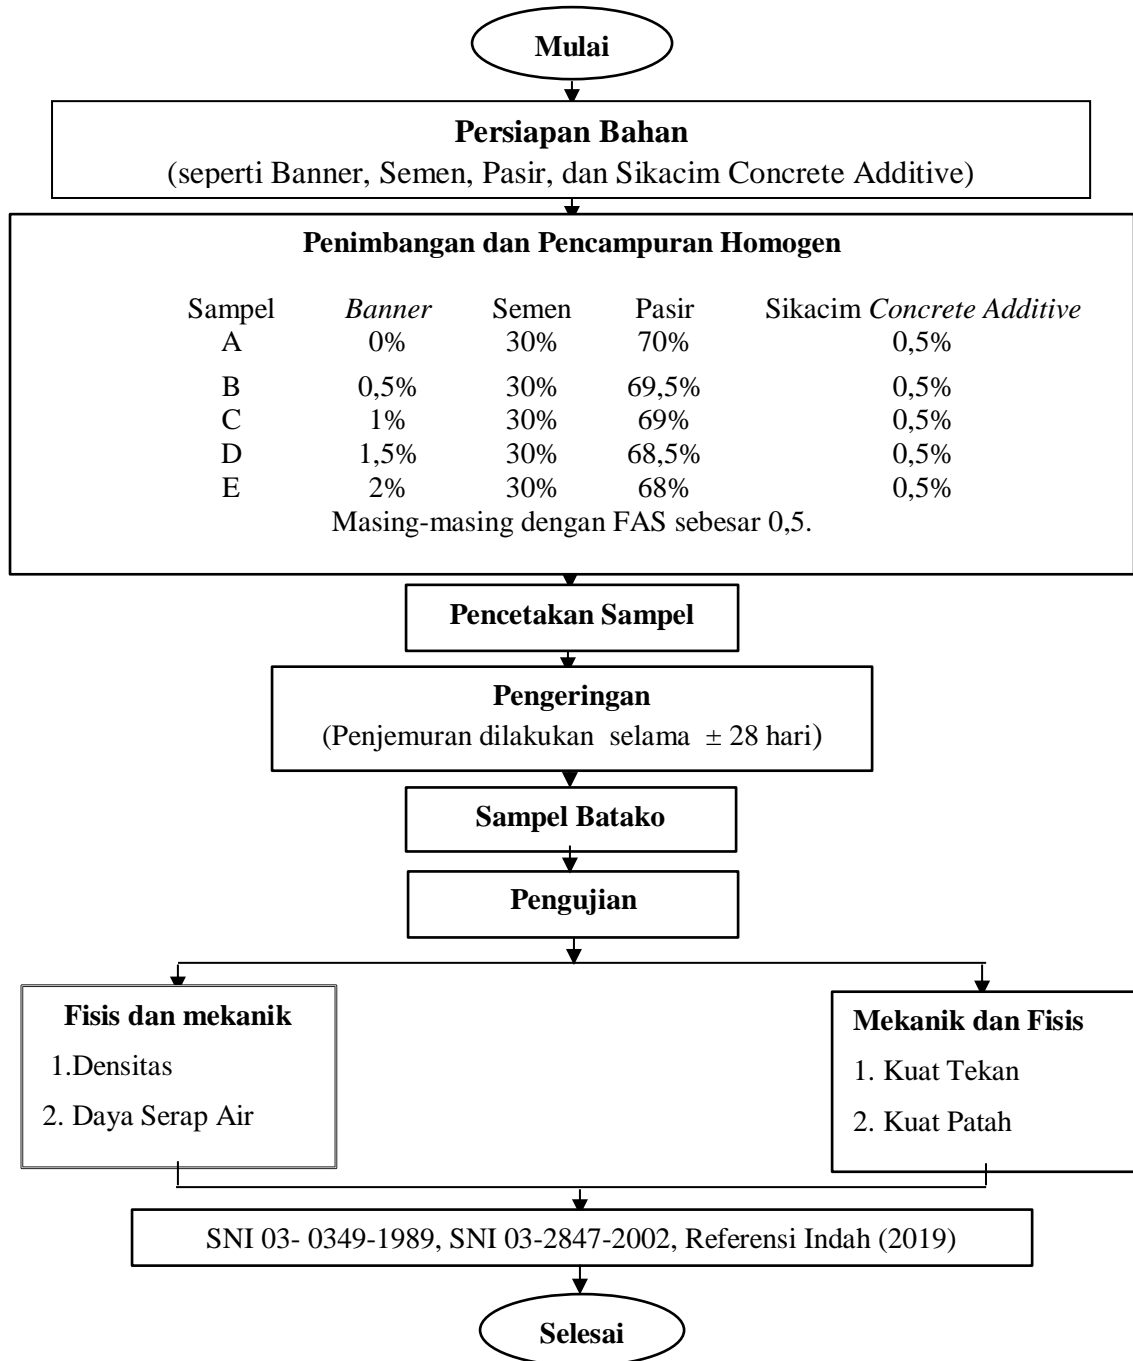 Mulai
Persiapan Bahan
(seperti Banner, Semen, Pasir, dan Sikacim Concrete Additive)
Penimbangan dan Pencampuran Homogen
Sampel Banner Semen Pasir Sikacim Concrete Additive
A 0% 30% 70% 0,5%
B 0,5% 30% 69,5% 0,5%
C 1% 30% 69% 0,5%
D 1,5% 30% 68,5% 0,5%
E 2% 30% 68% 0,5%
Masing-masing dengan FAS sebesar 0,5.
Pencetakan Sampel
Pengeringan
(Penjemuran dilakukan selama ± 28 hari)
Sampel Batako
Pengujian
Fisis dan mekanik
1.Densitas
2. Daya Serap Air
Mekanik dan Fisis
1. Kuat Tekan
2. Kuat Patah
SNI 03- 0349-1989, SNI 03-2847-2002, Referensi Indah (2019)
Selesai